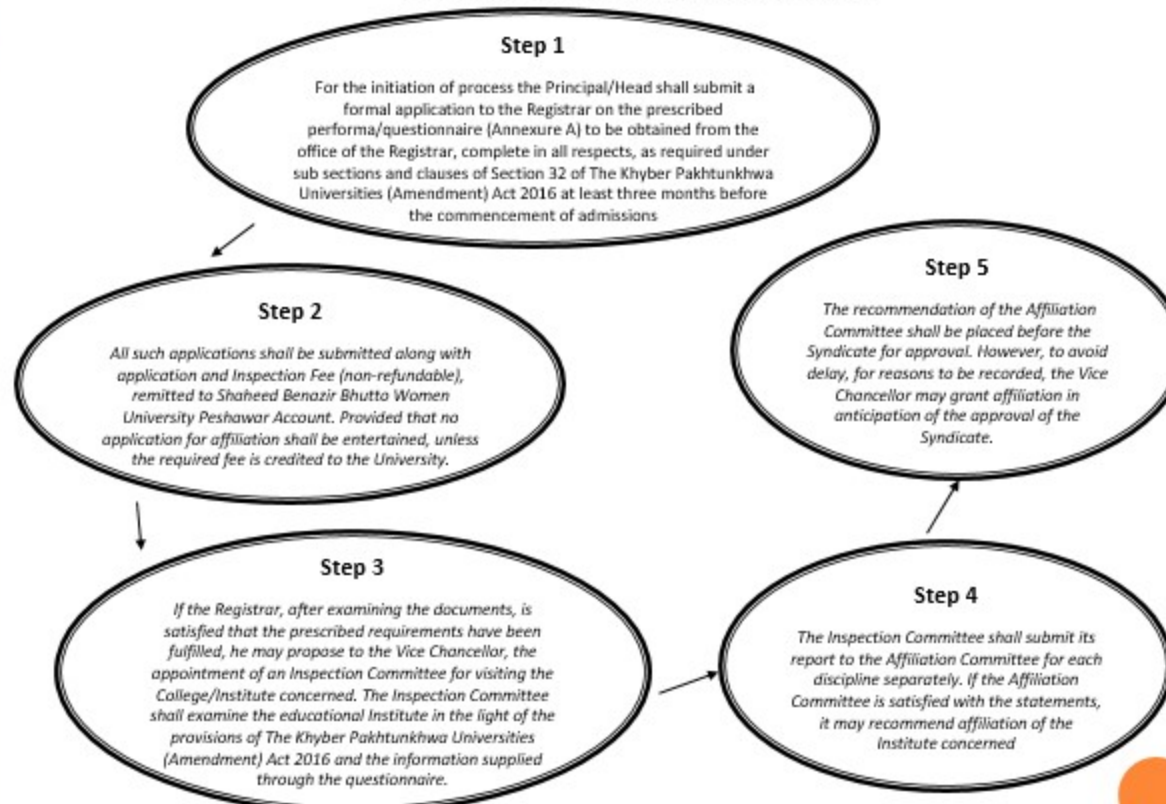 Step 1
For the initiation of process the Principal/Head shall submit a
formal application to the Registrar on the prescribed
performa/questionnaire (Annexure A) to be obtained from the
office of the Registrar, complete in all respects, as required under
sub sections and clauses of Section 32 of The Khyber Pakhtunkhwa
Universities (Amendment) Act 2016 at least three months before
the commencement of admissions
Step 2
All such applications shall be submitted along with
application and Inspection Fee (non-refundable),
remitted to Shaheed Benazir Bhutto Women
University Peshawar Account. Provided that no
application for affiliation shall be entertained, unless
the required fee is credited to the University.
Step 3
If the Registrar, after examining the documents, is
satisfied that the prescribed requirements have been
fulfilled, he may propose to the Vice Chancellor, the
appointment of an Inspection Committee for visiting the
College/Institute concerned. The Inspection Committee
shall examine the educational Institute in the light of the
provisions of The Khyber Pakhtunkhwa Universities
(Amendment) Act 2016 and the information supplied
through the questionnaire.
Step 4
The Inspection Committee shall submit its
report to the Affiliation Committee for each
discipline separately. If the Affiliation
Committee is satisfied with the statements,
it may recommend affiliation of the
Institute concerned
Step 5
The recommendation of the Affiliation
Committee shall be placed before the
Syndicate for approval. However, to avoid
delay, for reasons to be recorded, the Vice
Chancellor may grant affiliation in
anticipation of the approval of the
Syndicate.